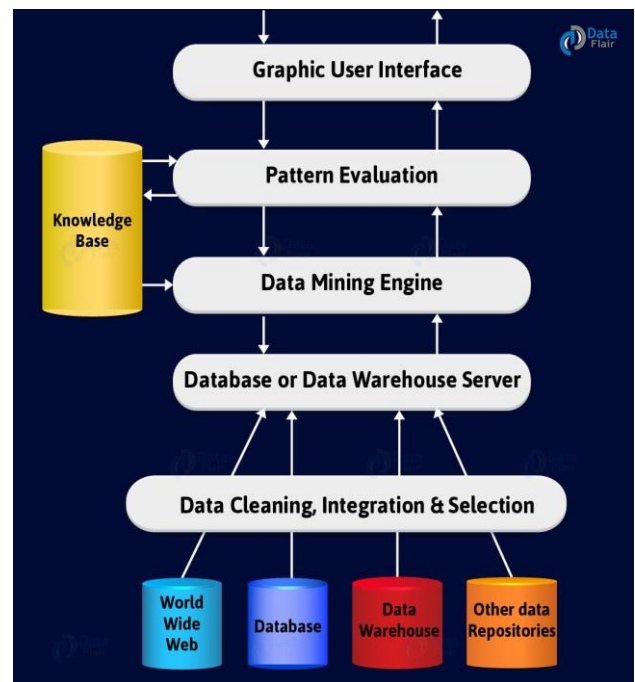 Data
Flair
Graphic User Interface
Pattern Evaluation
Knowledge
Base
Data Mining Engine
Database or Data Warehouse Server
Data Cleaning, Integration & Selection
World
Wide
Web
Database
Data
Warehouse
Other data
Repositories